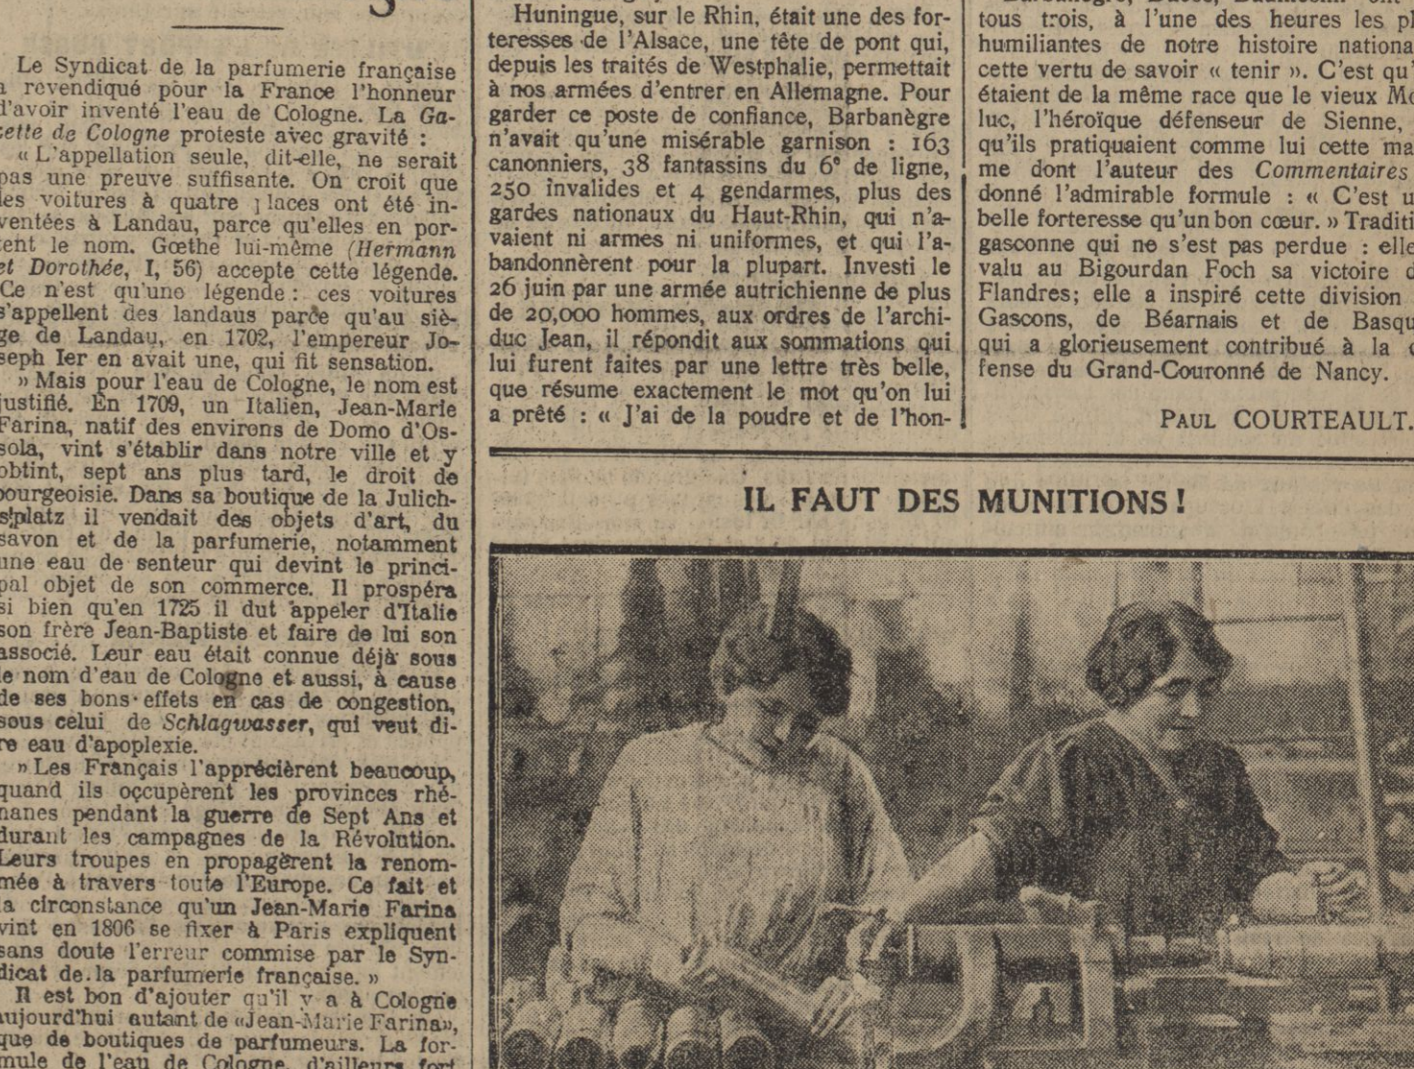 Le Syndicat de la parfumerie française
a revendiqué pour la France l'honneur
d'avoir inventé l'eau de Cologne. La Ga-
zette de Cologne proteste avec gravité :
« L'appellation seule, dit-elle, ne serait
pas une preuve suffisante. On croit que
les voitures à quatre places ont été in-
ventées à Landau, parce qu'elles en por-
tent le nom. Gœthe lui-même (Hermann
et Dorothée, I, 56) accepte cette légende.
Ce n'est qu'une légende : ces voitures
s'appellent des landaus parce qu'au siè-
ge de Landau, en 1702, l'empereur Jo-
seph Ier en avait une, qui fit sensation.
» Mais pour l'eau de Cologne, le nom est
justifié. En 1709, un Italien, Jean-Marie
Farina, natif des environs de Domo d'Os-
sola, vint s'établir dans notre ville et y
obtint, sept ans plus tard, le droit de
bourgeoisie. Dans sa boutique de la Julich-
splatz il vendait des objets d'art, du
savon et de la parfumerie, notamment
une eau de senteur qui devint le princi-
pal objet de son commerce. Il prospéra
si bien qu'en 1725 il dut appeler d'Italie
son frère Jean-Baptiste et faire de lui son
associé. Leur eau était connue déjà sous
le nom d'eau de Cologne et aussi, à cause
de ses bons effets en cas de congestion,
sous celui de Schlagwasser, qui veut di-
re eau d'apoplexie.
» Les Français l'apprécièrent beaucoup,
quand ils occupèrent les provinces rhé-
nanes pendant la guerre de Sept Ans et
durant les campagnes de la Révolution.
Leurs troupes en propagèrent la renom-
mée à travers toute l'Europe. Ce fait et
la circonstance qu'un Jean-Marie Farina
vint en 1806 se fixer à Paris expliquent
sans doute l'erreur commise par le Syn-
dicat de la parfumerie française. »
Il est bon d'ajouter qu'il y a à Cologne
aujourd'hui autant de «Jean-Marie Farina»,
que de boutiques de parfumeurs. La for-
mule de l'eau de Cologne, d'ailleurs fort
Huningue, sur le Rhin, était une des for-
teresses de l'Alsace, une tête de pont qui,
depuis les traités de Westphalie, permettait
à nos armées d'entrer en Allemagne. Pour
garder ce poste de confiance, Barbanègre
n'avait qu'une misérable garnison : 163
canonniers, 38 fantassins du 6e de ligne,
250 invalides et 4 gendarmes, plus des
gardes nationaux du Haut-Rhin, qui n'a-
vaient ni armes ni uniformes, et qui l'a-
bandonnèrent pour la plupart. Investi le
26 juin par une armée autrichienne de plus
de 20,000 hommes, aux ordres de l'archi-
duc Jean, il répondit aux sommations qui
lui furent faites par une lettre très belle,
que résume exactement le mot qu'on lui
a prêté : « J'ai de la poudre et de l'hon-
tous trois, à l'une des heures les pl
humiliantes de notre histoire nationa
cette vertu de savoir « tenir ». C'est qu'
étaient de la même race que le vieux Mo
luc, l'héroïque défenseur de Sienne,
qu'ils pratiquaient comme lui cette ma
me dont l'auteur des Commentaires
donné l'admirable formule : « C'est u
belle forteresse qu'un bon cœur. » Traditi
gasconne qui ne s'est pas perdue : elle
valu au Bigourdan Foch sa victoire d
Flandres; elle a inspiré cette division
Gascons, de Béarnais et de Basqu
qui a glorieusement contribué à la d
fense du Grand-Couronné de Nancy.
PAUL COURTEAULT.
IL FAUT DES MUNITIONS !